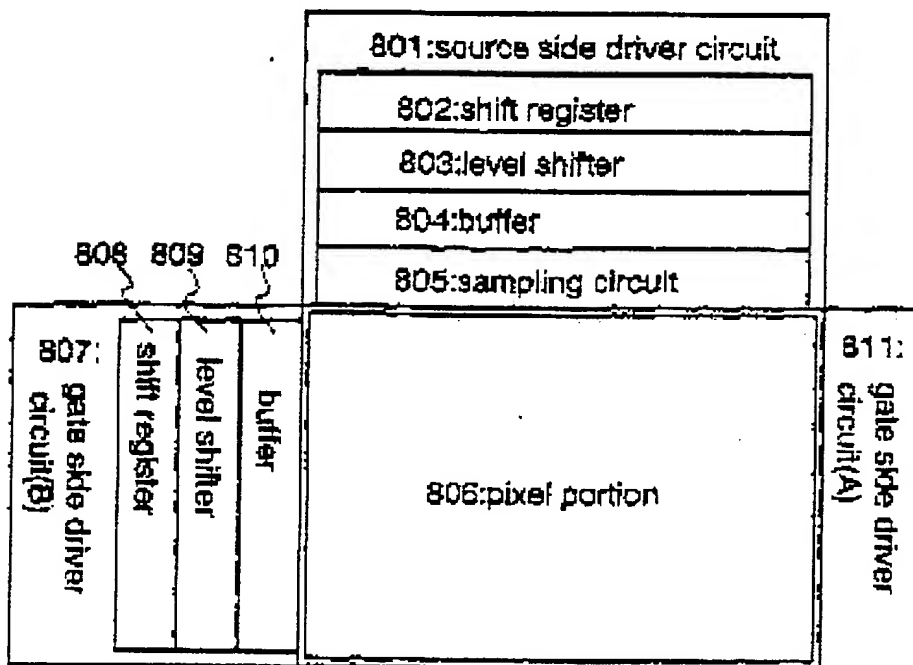 801:source side driver circuit
802:shift register
803:level shifter
804:buffer
805:sampling circuit
808 809 810
807:
gate side driver
circuit(B)
shift register
level shifter
buffer
806:pixel portion
811:
gate side driver
circuit(A)